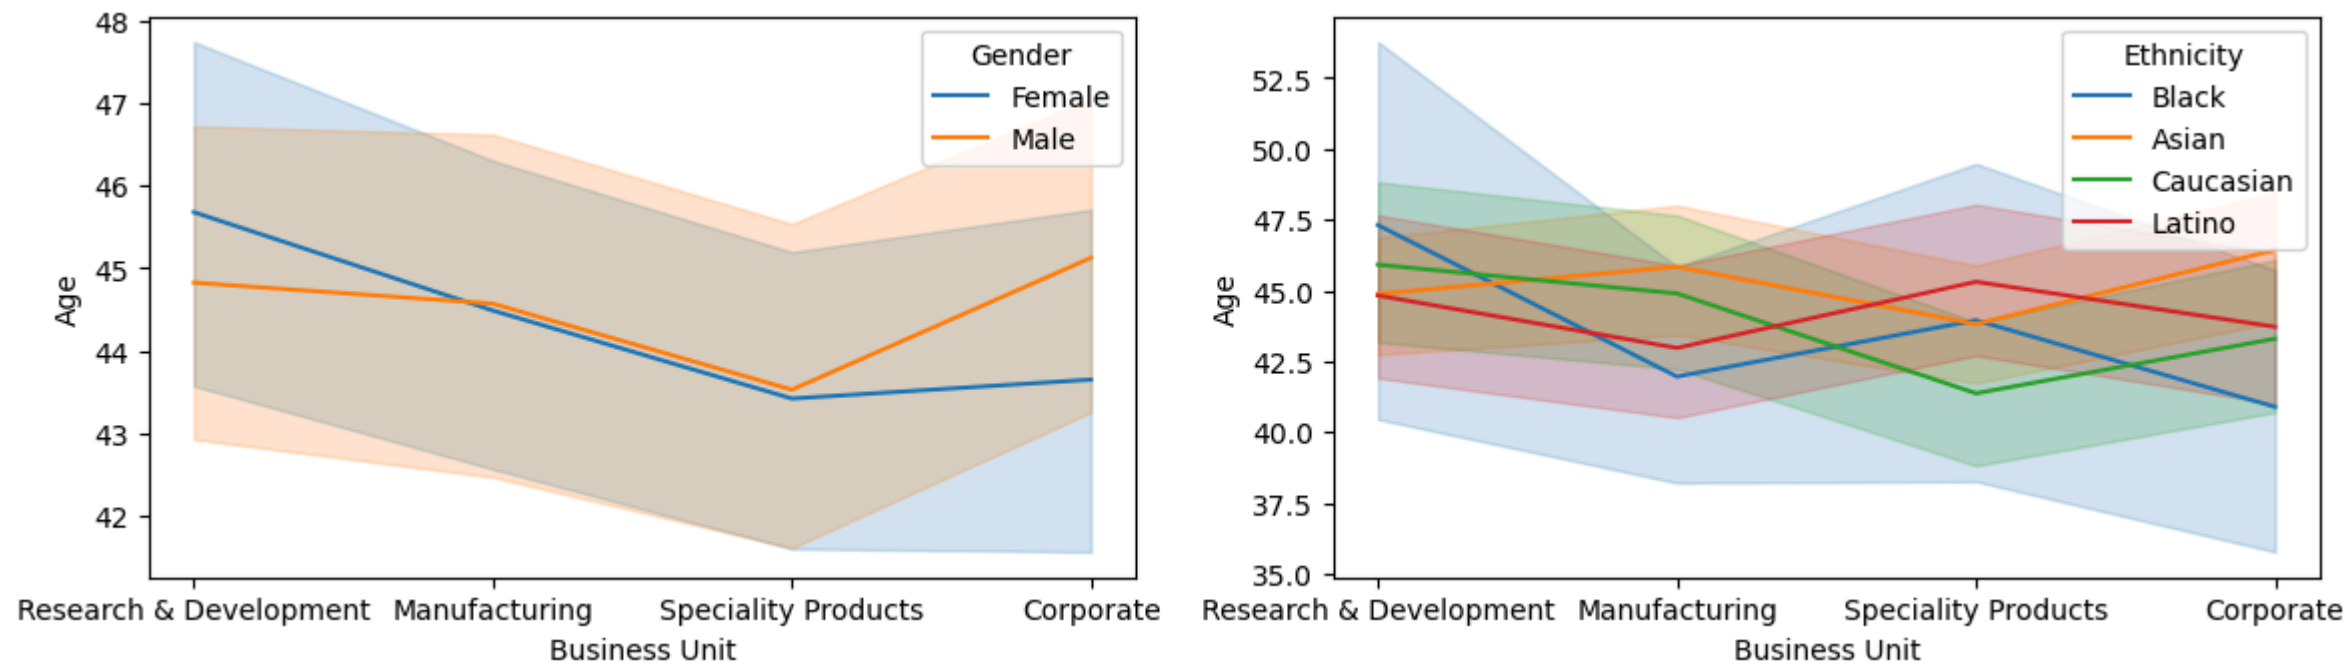 48
47
46
45
44
43
42
Age
Gender
Female
Male
Research & Development
Manufacturing
Speciality Products
Corporate
Business Unit
52.5
50.0
47.5
45.0
42.5
40.0
37.5
35.0
Age
Ethnicity
Black
Asian
Caucasian
Latino
Research & Development
Manufacturing
Speciality Products
Corporate
Business Unit